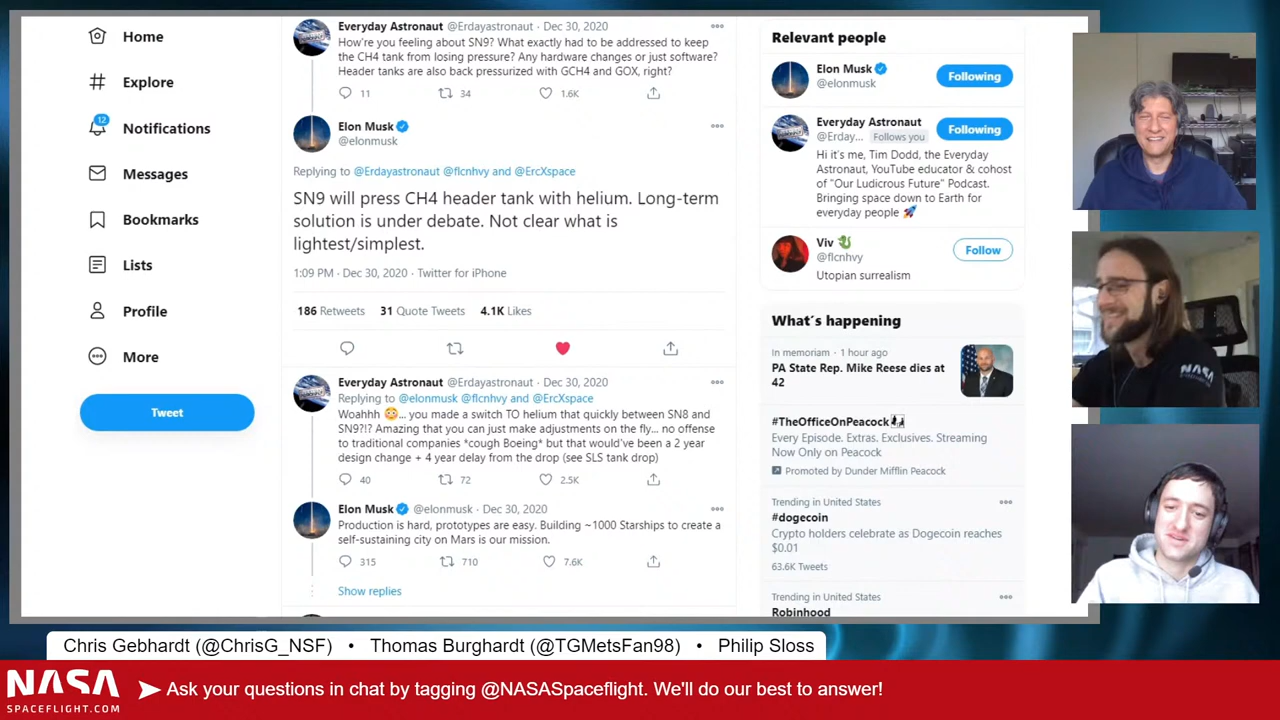 Home
Explore
12
Notifications
Messages
Bookmarks
Lists
Profile
More
Tweet
Everyday Astronaut @Erdayastronaut · Dec 30, 2020
How're you feeling about SN9? What exactly had to be addressed to keep
the CH4 tank from losing pressure? Any hardware changes or just software?
Header tanks are also back pressurized with GCH4 and GOX, right?
11 34 1.6K
Elon Musk
@elonmusk
Replying to @Erdayastronaut @flcnhvy and @ErcXspace
SN9 will press CH4 header tank with helium. Long-term
solution is under debate. Not clear what is
lightest/simplest.
1:09 PM · Dec 30, 2020 · Twitter for iPhone
186 Retweets 31 Quote Tweets 4.1K Likes
Everyday Astronaut @Erdayastronaut · Dec 30, 2020
Replying to @elonmusk @flcnhvy and @ErcXspace
Woahhh 😳... you made a switch TO helium that quickly between SN8 and
SN9?!? Amazing that you can just make adjustments on the fly... no offense
to traditional companies *cough Boeing* but that would've been a 2 year
design change + 4 year delay from the drop (see SLS tank drop)
40 72 2.5K
Elon Musk @elonmusk · Dec 30, 2020
Production is hard, prototypes are easy. Building ~1000 Starships to create a
self-sustaining city on Mars is our mission.
315 710 7.6K
Show replies
Relevant people
Elon Musk
@elonmusk
Following
Everyday Astronaut
@Erday... Follows you
Following
Hi it's me, Tim Dodd, the Everyday
Astronaut, YouTube educator & cohost
of "Our Ludicrous Future" Podcast.
Bringing space down to Earth for
everyday people 🚀
Viv 🐉
@flcnhvy
Follow
Utopian surrealism
What's happening
In memoriam · 1 hour ago
PA State Rep. Mike Reese dies at
42
#TheOfficeOnPeacock
Every Episode. Extras. Exclusives. Streaming
Now Only on Peacock
Promoted by Dunder Mifflin Peacock
Trending in United States
#dogecoin
Crypto holders celebrate as Dogecoin reaches
$0.01
63.6K Tweets
Trending in United States
Robinhood
NASA
Chris Gebhardt (@ChrisG_NSF) • Thomas Burghardt (@TGMetsFan98) • Philip Sloss
NASA
SPACEFLIGHT.COM
Ask your questions in chat by tagging @NASASpaceflight. We'll do our best to answer!